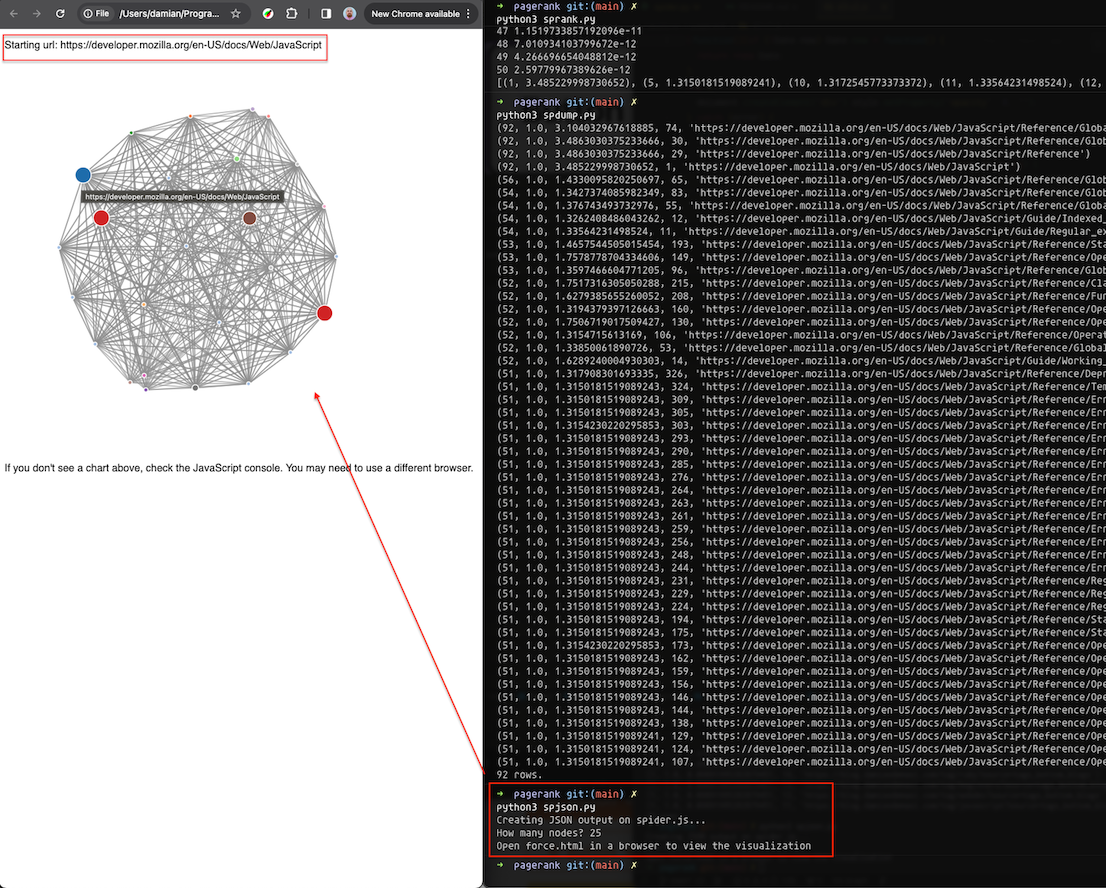 File
/Users/damian/Progra...
New Chrome available
Starting url: https://developer.mozilla.org/en-US/docs/Web/JavaScript
https://developer.mozilla.org/en-US/docs/Web/JavaScript
If you don't see a chart above, check the JavaScript console. You may need to use a different browser.
→ pagerank git:(main) ✗
python3 sprank.py
47 1.1519733857192096e-11
48 7.010934103799672e-12
49 4.266696654048812e-12
50 2.59779967389626e-12
[(1, 3.485229998730652), (5, 1.3150181519089241), (10, 1.3172545773373372), (11, 1.33564231498524), (12,
→ pagerank git:(main) ✗
python3 spdump.py
(92, 1.0, 3.104032967618885, 74, 'https://developer.mozilla.org/en-US/docs/Web/JavaScript/Reference/Globa
(92, 1.0, 3.4863030375233666, 30, 'https://developer.mozilla.org/en-US/docs/Web/JavaScript/Reference/Glob
(92, 1.0, 3.4863030375233666, 29, 'https://developer.mozilla.org/en-US/docs/Web/JavaScript/Reference')
(92, 1.0, 3.485229998730652, 1, 'https://developer.mozilla.org/en-US/docs/Web/JavaScript')
(56, 1.0, 1.4330095820250697, 65, 'https://developer.mozilla.org/en-US/docs/Web/JavaScript/Reference/Glob
(54, 1.0, 1.3427374085982349, 83, 'https://developer.mozilla.org/en-US/docs/Web/JavaScript/Reference/Glob
(54, 1.0, 1.376743493732976, 55, 'https://developer.mozilla.org/en-US/docs/Web/JavaScript/Reference/Globa
(54, 1.0, 1.3262408486043262, 12, 'https://developer.mozilla.org/en-US/docs/Web/JavaScript/Guide/Indexed_
(54, 1.0, 1.33564231498524, 11, 'https://developer.mozilla.org/en-US/docs/Web/JavaScript/Guide/Regular_ex
(53, 1.0, 1.4657544505015454, 193, 'https://developer.mozilla.org/en-US/docs/Web/JavaScript/Reference/Sta
(53, 1.0, 1.7578778704334606, 149, 'https://developer.mozilla.org/en-US/docs/Web/JavaScript/Reference/Ope
(53, 1.0, 1.3597466604771205, 96, 'https://developer.mozilla.org/en-US/docs/Web/JavaScript/Reference/Glob
(52, 1.0, 1.7517316305050288, 215, 'https://developer.mozilla.org/en-US/docs/Web/JavaScript/Reference/Cla
(52, 1.0, 1.6279385655260052, 208, 'https://developer.mozilla.org/en-US/docs/Web/JavaScript/Reference/Fun
(52, 1.0, 1.3194379397126663, 160, 'https://developer.mozilla.org/en-US/docs/Web/JavaScript/Reference/Ope
(52, 1.0, 1.7506719017509427, 130, 'https://developer.mozilla.org/en-US/docs/Web/JavaScript/Reference/Ope
(52, 1.0, 1.3154715613169, 106, 'https://developer.mozilla.org/en-US/docs/Web/JavaScript/Reference/Operat
(52, 1.0, 1.33850061890726, 53, 'https://developer.mozilla.org/en-US/docs/Web/JavaScript/Reference/Global
(52, 1.0, 1.6289240004930303, 14, 'https://developer.mozilla.org/en-US/docs/Web/JavaScript/Guide/Working_
(51, 1.0, 1.317908301693335, 326, 'https://developer.mozilla.org/en-US/docs/Web/JavaScript/Reference/Depr
(51, 1.0, 1.3150181519089243, 324, 'https://developer.mozilla.org/en-US/docs/Web/JavaScript/Reference/Tem
(51, 1.0, 1.3150181519089243, 309, 'https://developer.mozilla.org/en-US/docs/Web/JavaScript/Reference/Err
(51, 1.0, 1.3150181519089243, 305, 'https://developer.mozilla.org/en-US/docs/Web/JavaScript/Reference/Err
(51, 1.0, 1.3154230220295853, 303, 'https://developer.mozilla.org/en-US/docs/Web/JavaScript/Reference/Err
(51, 1.0, 1.3150181519089243, 293, 'https://developer.mozilla.org/en-US/docs/Web/JavaScript/Reference/Err
(51, 1.0, 1.3150181519089243, 290, 'https://developer.mozilla.org/en-US/docs/Web/JavaScript/Reference/Err
(51, 1.0, 1.3150181519089243, 285, 'https://developer.mozilla.org/en-US/docs/Web/JavaScript/Reference/Err
(51, 1.0, 1.3150181519089243, 276, 'https://developer.mozilla.org/en-US/docs/Web/JavaScript/Reference/Err
(51, 1.0, 1.3150181519089243, 264, 'https://developer.mozilla.org/en-US/docs/Web/JavaScript/Reference/Err
(51, 1.0, 1.3150181519089243, 263, 'https://developer.mozilla.org/en-US/docs/Web/JavaScript/Reference/Err
(51, 1.0, 1.3150181519089243, 261, 'https://developer.mozilla.org/en-US/docs/Web/JavaScript/Reference/Err
(51, 1.0, 1.3150181519089243, 259, 'https://developer.mozilla.org/en-US/docs/Web/JavaScript/Reference/Err
(51, 1.0, 1.3150181519089243, 256, 'https://developer.mozilla.org/en-US/docs/Web/JavaScript/Reference/Err
(51, 1.0, 1.3150181519089243, 248, 'https://developer.mozilla.org/en-US/docs/Web/JavaScript/Reference/Err
(51, 1.0, 1.3150181519089243, 244, 'https://developer.mozilla.org/en-US/docs/Web/JavaScript/Reference/Err
(51, 1.0, 1.3150181519089243, 231, 'https://developer.mozilla.org/en-US/docs/Web/JavaScript/Reference/Reg
(51, 1.0, 1.3150181519089243, 229, 'https://developer.mozilla.org/en-US/docs/Web/JavaScript/Reference/Reg
(51, 1.0, 1.3150181519089243, 224, 'https://developer.mozilla.org/en-US/docs/Web/JavaScript/Reference/Reg
(51, 1.0, 1.3150181519089243, 194, 'https://developer.mozilla.org/en-US/docs/Web/JavaScript/Reference/Sta
(51, 1.0, 1.3150181519089243, 175, 'https://developer.mozilla.org/en-US/docs/Web/JavaScript/Reference/Ope
(51, 1.0, 1.3154230220295853, 173, 'https://developer.mozilla.org/en-US/docs/Web/JavaScript/Reference/Ope
(51, 1.0, 1.3150181519089243, 162, 'https://developer.mozilla.org/en-US/docs/Web/JavaScript/Reference/Ope
(51, 1.0, 1.3150181519089243, 159, 'https://developer.mozilla.org/en-US/docs/Web/JavaScript/Reference/Ope
(51, 1.0, 1.3150181519089243, 156, 'https://developer.mozilla.org/en-US/docs/Web/JavaScript/Reference/Ope
(51, 1.0, 1.3150181519089243, 146, 'https://developer.mozilla.org/en-US/docs/Web/JavaScript/Reference/Ope
(51, 1.0, 1.3150181519089243, 144, 'https://developer.mozilla.org/en-US/docs/Web/JavaScript/Reference/Ope
(51, 1.0, 1.3150181519089243, 138, 'https://developer.mozilla.org/en-US/docs/Web/JavaScript/Reference/Ope
(51, 1.0, 1.3150181519089241, 129, 'https://developer.mozilla.org/en-US/docs/Web/JavaScript/Reference/Ope
(51, 1.0, 1.3150181519089241, 124, 'https://developer.mozilla.org/en-US/docs/Web/JavaScript/Reference/Ope
(51, 1.0, 1.3150181519089241, 107, 'https://developer.mozilla.org/en-US/docs/Web/JavaScript/Reference/Ope
92 rows.
→ pagerank git:(main) ✗
python3 spjson.py
Creating JSON output on spider.js...
How many nodes? 25
Open force.html in a browser to view the visualization
→ pagerank git:(main) ✗